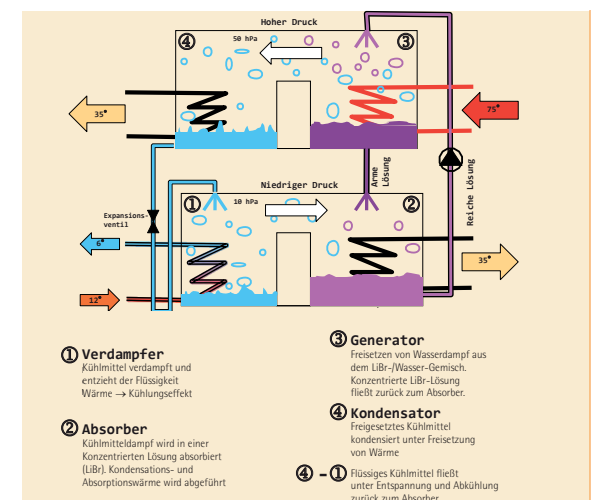 Hoher Druck
④
50 hPa
③
35°
75°
Arme
Lösung
Reiche Lösung
Niedriger Druck
①
10 hPa
②
Expansions-
ventil
6°
35°
12°
① Verdampfer
Kühlmittel verdampft und
entzieht der Flüssigkeit
Wärme → Kühlungseffekt
② Absorber
Kühlmitteldampf wird in einer
Konzentrierten Lösung absorbiert
(LiBr). Kondensations- und
Absorptionswärme wird abgeführt
③ Generator
Freisetzen von Wasserdampf aus
dem LiBr-/Wasser-Gemisch.
Konzentrierte LiBr-Lösung
fließt zurück zum Absorber.
④ Kondensator
Freigesetztes Kühlmittel
kondensiert unter Freisetzung
von Wärme
④ – ① Flüssiges Kühlmittel fließt
unter Entspannung und Abkühlung
zurück zum Absorber